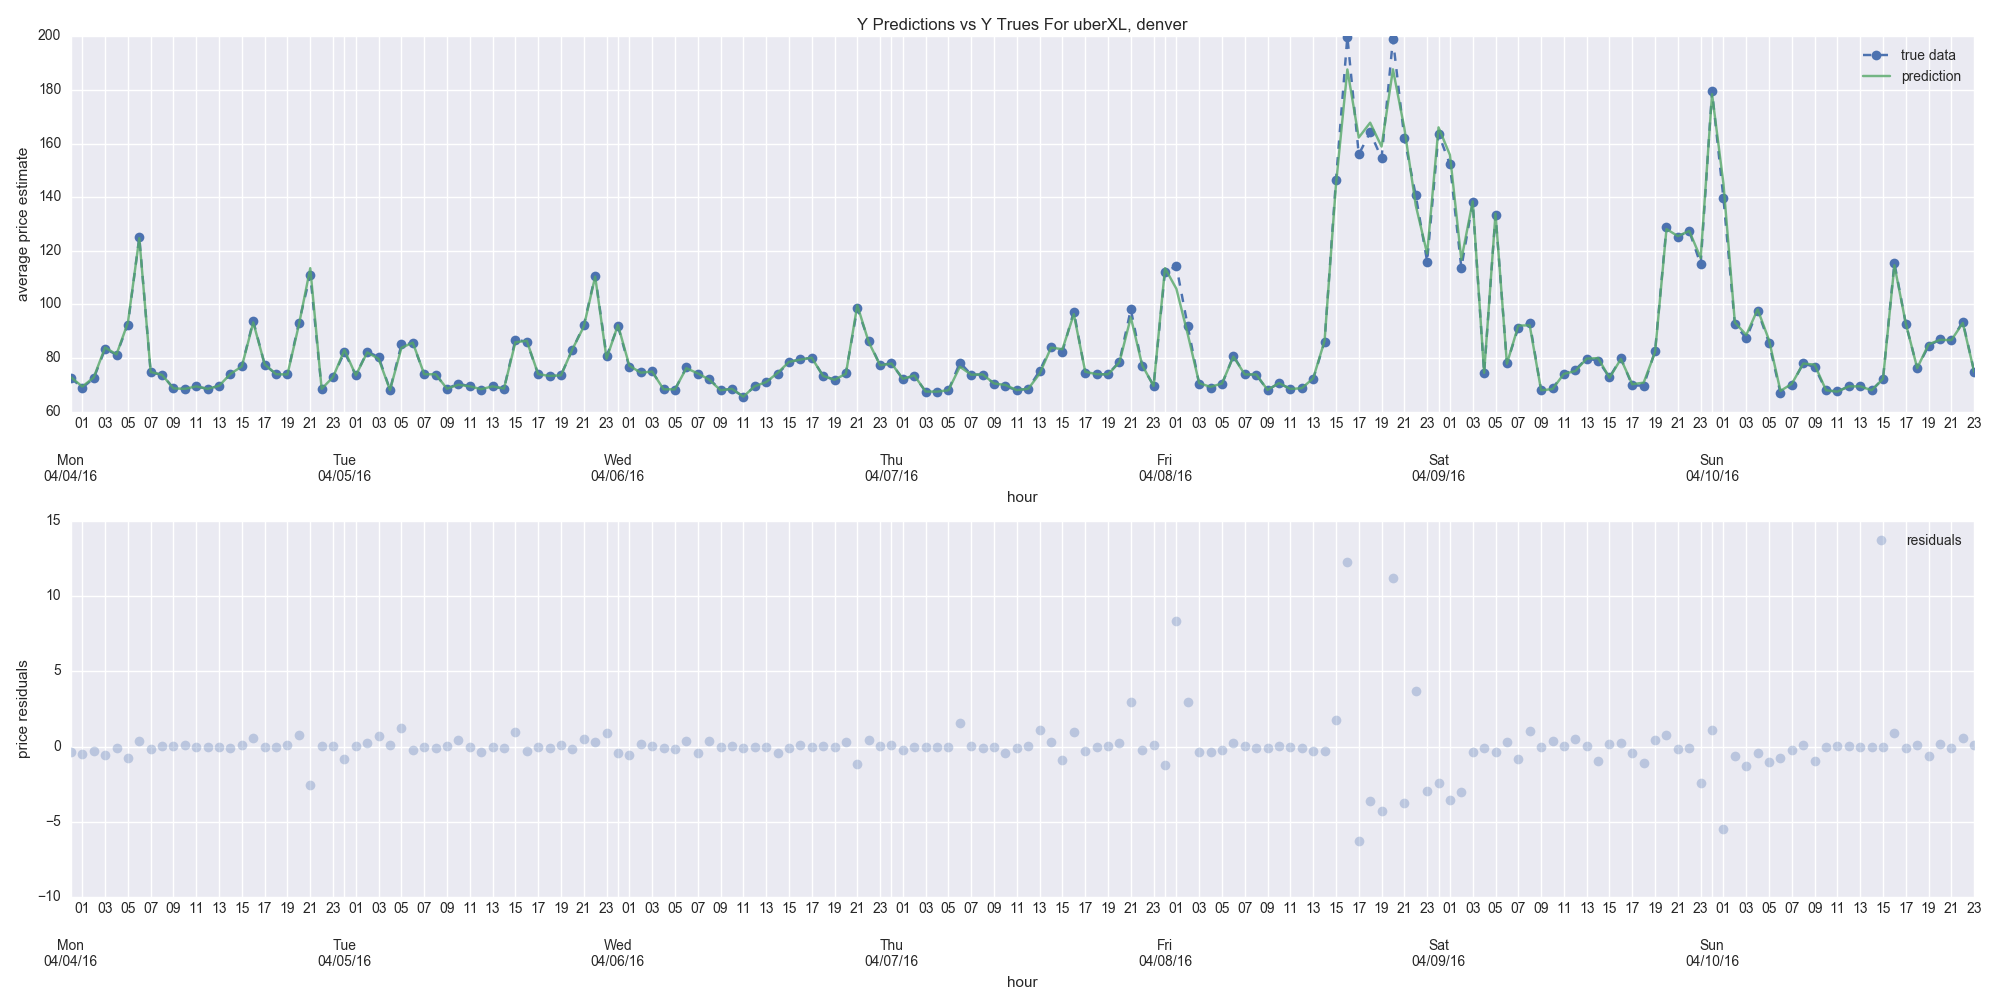 Y Predictions vs Y Trues For uberXL, denver
200
180
160
140
120
100
80
60
average price estimate
true data
prediction
01 03 05 07 09 11 13 15 17 19 21 23 01 03 05 07 09 11 13 15 17 19 21 23 01 03 05 07 09 11 13 15 17 19 21 23 01 03 05 07 09 11 13 15 17 19 21 23 01 03 05 07 09 11 13 15 17 19 21 23 01 03 05 07 09 11 13 15 17 19 21 23 01 03 05 07 09 11 13 15 17 19 21 23
Mon Tue Wed Thu Fri Sat Sun
04/04/16 04/05/16 04/06/16 04/07/16 04/08/16 04/09/16 04/10/16
hour
15
10
5
0
−5
−10
price residuals
residuals
01 03 05 07 09 11 13 15 17 19 21 23 01 03 05 07 09 11 13 15 17 19 21 23 01 03 05 07 09 11 13 15 17 19 21 23 01 03 05 07 09 11 13 15 17 19 21 23 01 03 05 07 09 11 13 15 17 19 21 23 01 03 05 07 09 11 13 15 17 19 21 23 01 03 05 07 09 11 13 15 17 19 21 23
Mon Tue Wed Thu Fri Sat Sun
04/04/16 04/05/16 04/06/16 04/07/16 04/08/16 04/09/16 04/10/16
hour